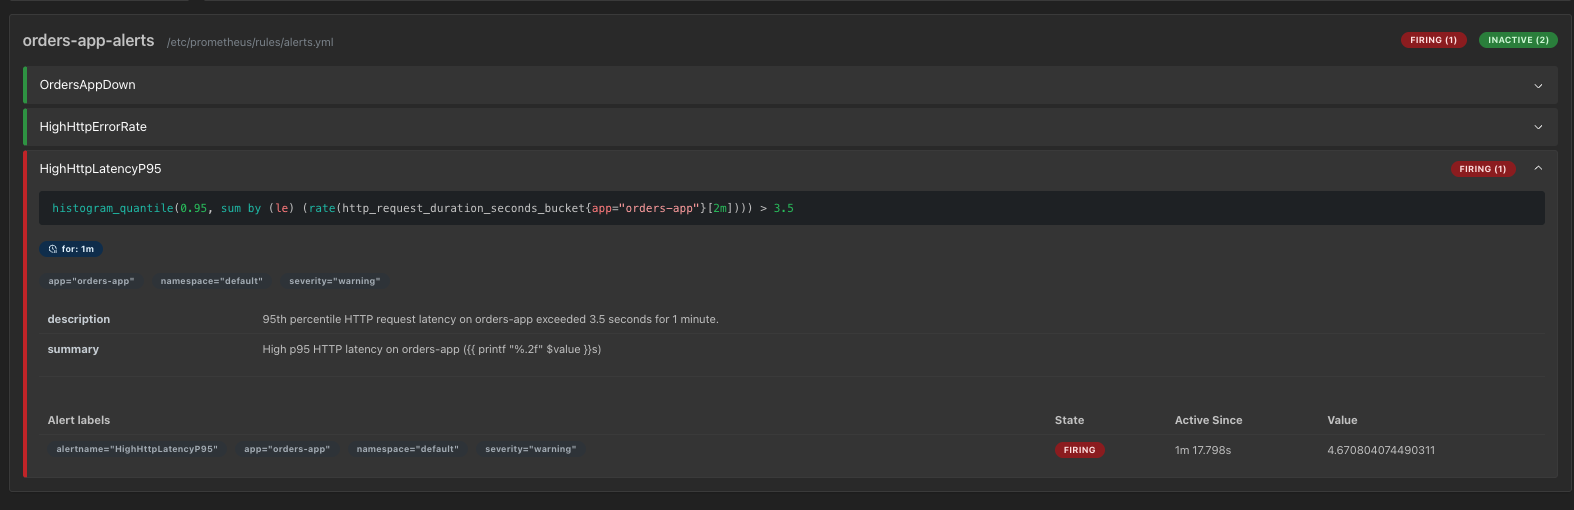 orders-app-alerts /etc/prometheus/rules/alerts.yml FIRING (1) INACTIVE (2)
OrdersAppDown
HighHttpErrorRate
HighHttpLatencyP95 FIRING (1)
histogram_quantile(0.95, sum by (le) (rate(http_request_duration_seconds_bucket{app="orders-app"}[2m]))) > 3.5
for: 1m
app="orders-app" namespace="default" severity="warning"
description 95th percentile HTTP request latency on orders-app exceeded 3.5 seconds for 1 minute.
summary High p95 HTTP latency on orders-app ({{ printf "%.2f" $value }}s)
Alert labels State Active Since Value
alertname="HighHttpLatencyP95" app="orders-app" namespace="default" severity="warning" FIRING 1m 17.798s 4.670804074490311